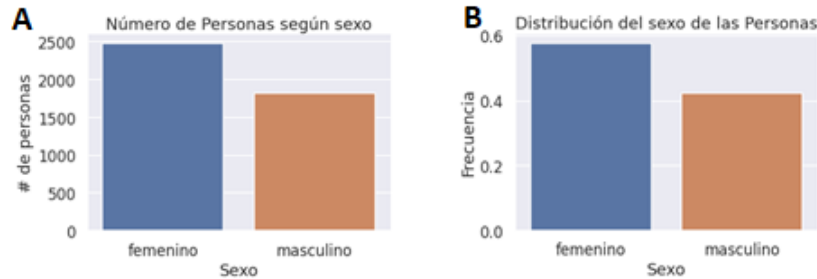 A
Número de Personas según sexo
2500
2000
1500
1000
500
0
# de personas
femenino masculino
Sexo
B
Distribución del sexo de las Personas
0.6
0.4
0.2
0.0
Frecuencia
femenino masculino
Sexo